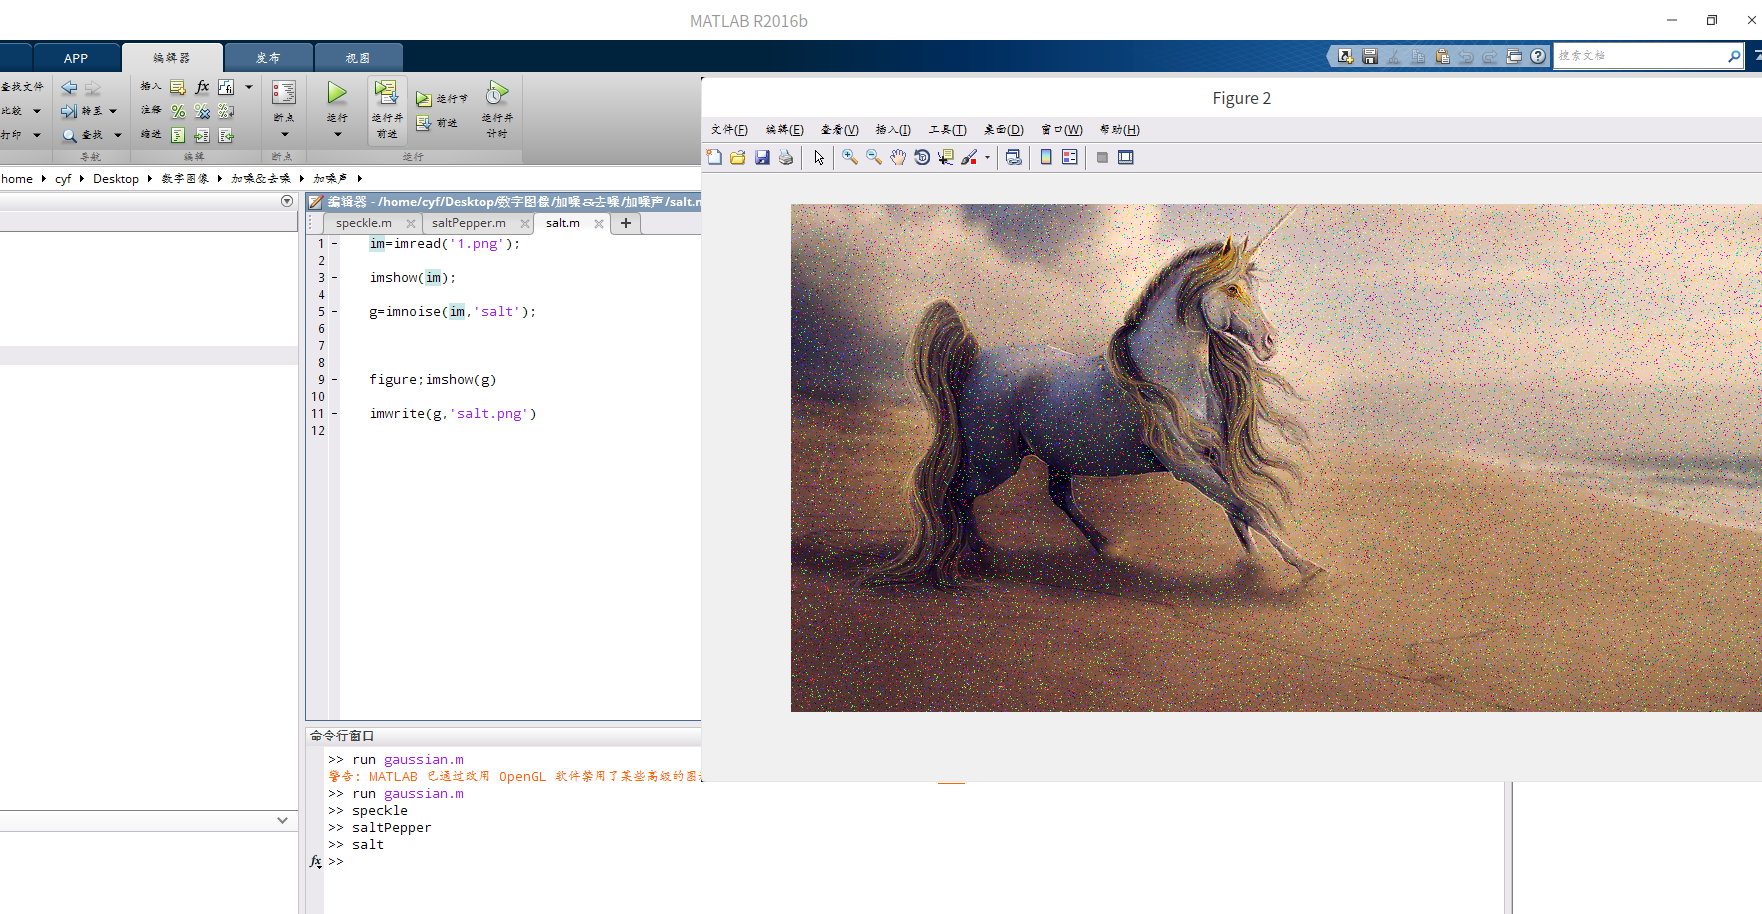 MATLAB R2016b
APP 编辑器 发布 视图
搜索文档
查找文件 插入 fx
比较 转至 注释 断点 运行 运行并 前进 运行节 运行并 计时
打印 查找 缩进 前进
导航 编辑 断点 运行
home cyf Desktop 数字图像 加噪&去噪 加噪声
编辑器 - /home/cyf/Desktop/数字图像/加噪&去噪/加噪声/salt.m
speckle.m saltPepper.m salt.m
1 im=imread('1.png');
2
3 imshow(im);
4
5 g=imnoise(im,'salt');
6
7
8
9 figure;imshow(g)
10
11 imwrite(g,'salt.png')
12
命令行窗口
>> run gaussian.m
警告: MATLAB 已通过改用 OpenGL 软件禁用了某些高级的图
>> run gaussian.m
>> speckle
>> saltPepper
>> salt
fx >>
Figure 2
文件(F) 编辑(E) 查看(V) 插入(I) 工具(T) 桌面(D) 窗口(W) 帮助(H)